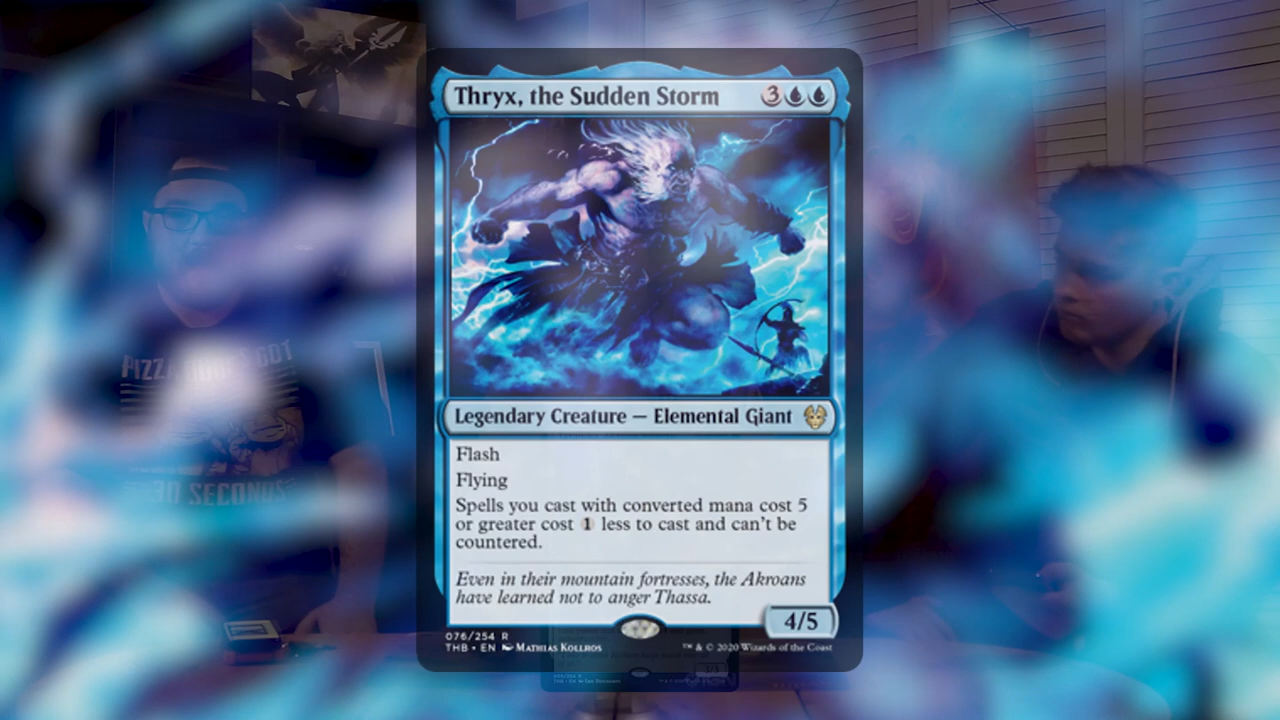 Thryx, the Sudden Storm 3
Legendary Creature — Elemental Giant
Flash
Flying
Spells you cast with converted mana cost 5
or greater cost 1 less to cast and can't be
countered.
Even in their mountain fortresses, the Akroans
have learned not to anger Thassa.
4/5
076/254 R
THB • EN Mathias Kollros
™ & © 2020 Wizards of the Coast
PIZZA
GOT
30 SECONDS